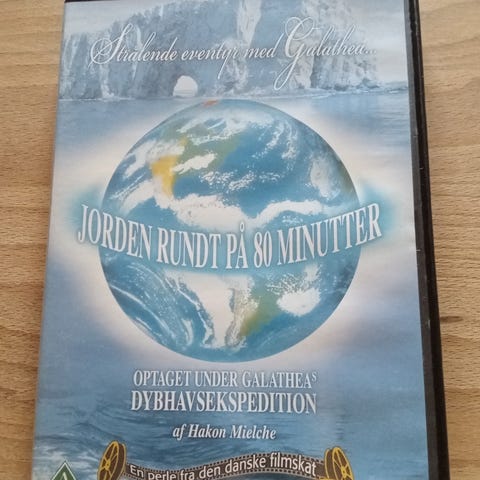 Strålende eventyr med Galathea...
JORDEN RUNDT PÅ 80 MINUTTER
OPTAGET UNDER GALATHEAS
DYBHAVSEKSPEDITION
af Hakon Mielche
En perle fra den danske filmskat